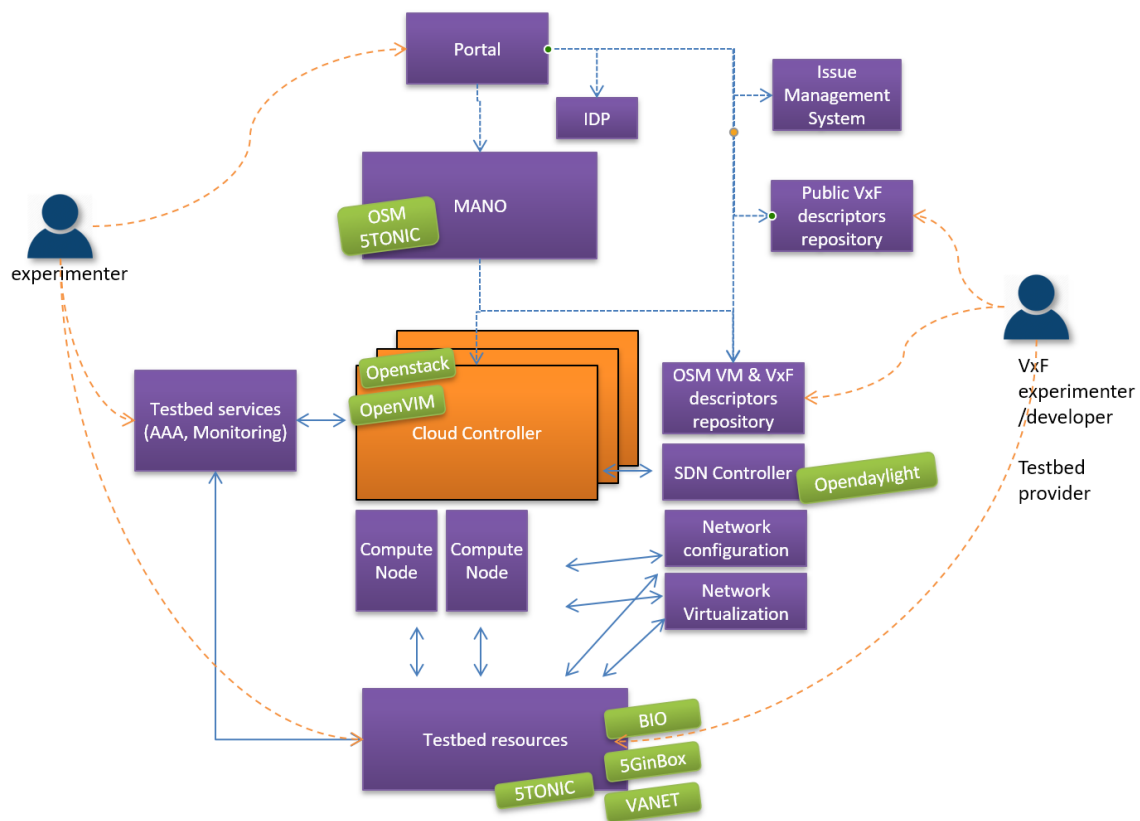 Portal
Issue
Management
System
IDP
Public VxF
descriptors
repository
MANO
OSM
5TONIC
experimenter
VxF
experimenter
/developer
Testbed
provider
Openstack
OpenVIM
Cloud Controller
Testbed services
(AAA, Monitoring)
OSM VM & VxF
descriptors
repository
SDN Controller
Opendaylight
Compute
Node
Compute
Node
Network
configuration
Network
Virtualization
Testbed resources
BIO
5GinBox
5TONIC
VANET